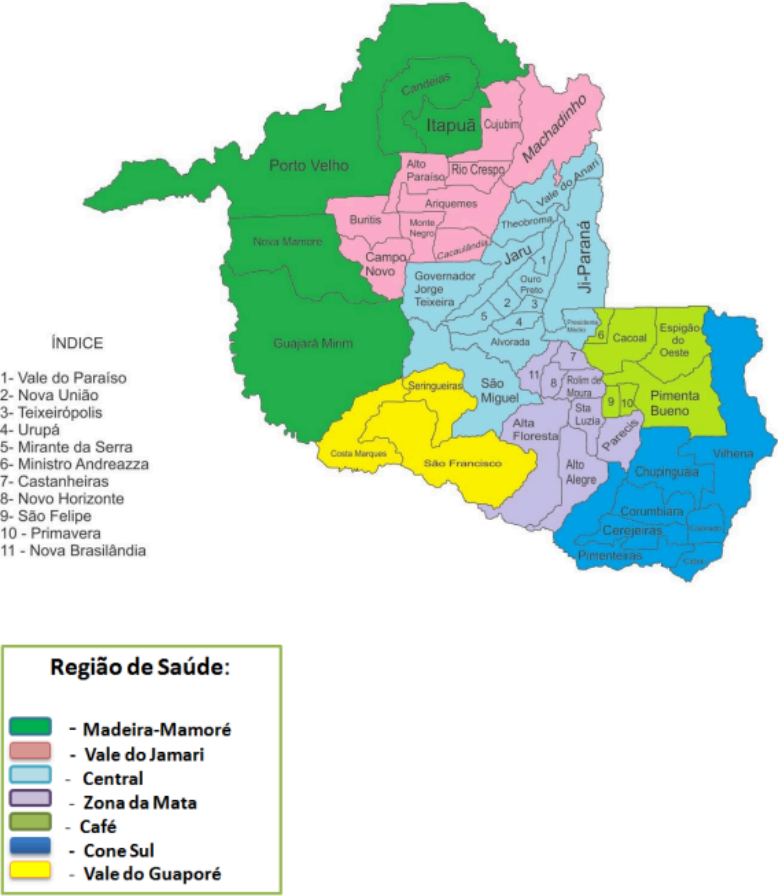 Candeias
Itapuã
Cujubim
Machadinho
Porto Velho
Alto
Paraíso
Rio Crespo
Vale do Anari
Ariquemes
Buritis
Monte
Negro
Theobroma
Nova Mamoré
Cacaulândia
Campo
Novo
Jaru
1
Ji-Paraná
Governador
Jorge
Teixeira
Ouro
Preto
2
3
5
4
Presidente
Médici
6
Cacoal
Espigão
do
Oeste
Guajará Mirim
Alvorada
7
11
8
Rolim de
Moura
Seringueiras
São
Miguel
9
10
Pimenta
Bueno
Sta
Luzia
Alta
Floresta
Parecis
Costa Marques
São Francisco
Alto
Alegre
Vilhena
Chupinguaia
Corumbiara
Cerejeiras
Pimenteiras
ÍNDICE
1- Vale do Paraíso
2- Nova União
3- Teixeirópolis
4- Urupá
5- Mirante da Serra
6- Ministro Andreazza
7- Castanheiras
8- Novo Horizonte
9- São Felipe
10 - Primavera
11 - Nova Brasilândia
Região de Saúde:
- Madeira-Mamoré
- Vale do Jamari
- Central
- Zona da Mata
- Café
- Cone Sul
- Vale do Guaporé